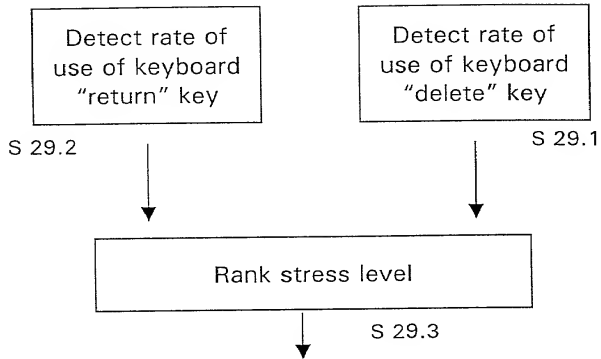 Detect rate of
use of keyboard
“return” key
S 29.2
Detect rate of
use of keyboard
“delete” key
S 29.1
Rank stress level
S 29.3